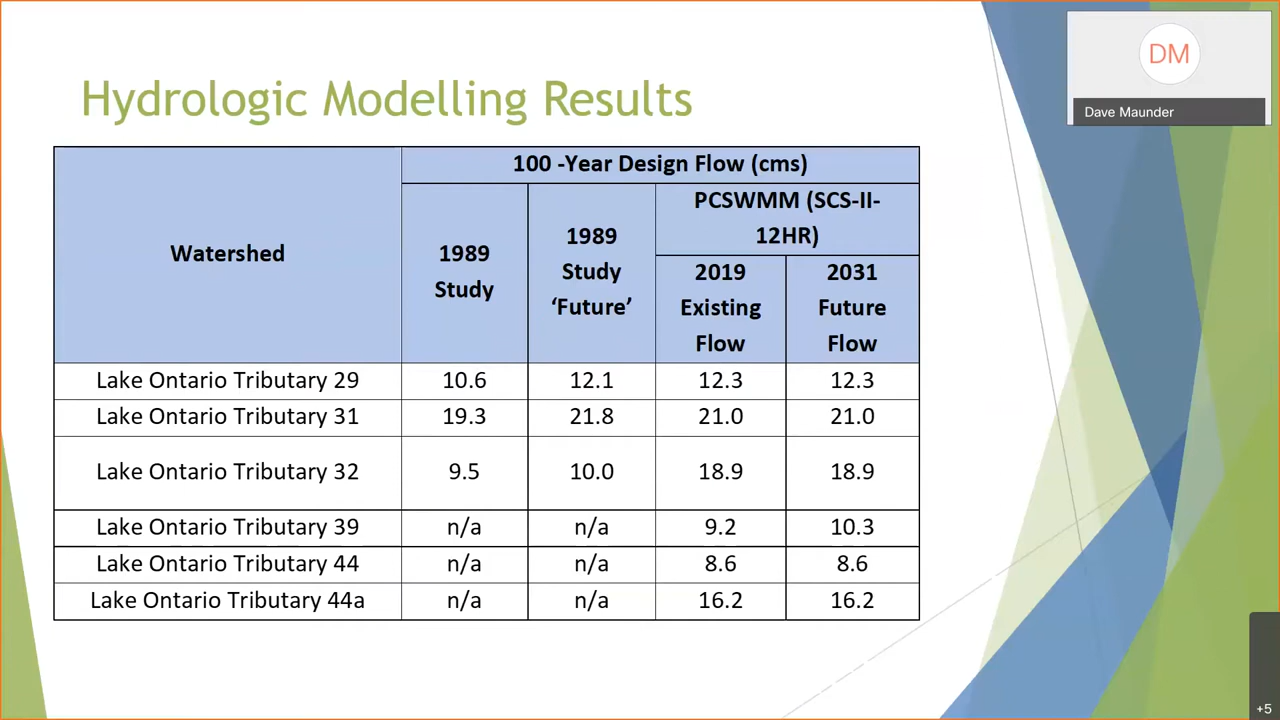 DM
Dave Maunder
Hydrologic Modelling Results
100 -Year Design Flow (cms)
Watershed
1989
Study
1989
Study
‘Future’
PCSWMM (SCS-II-
12HR)
2019
Existing
Flow
2031
Future
Flow
Lake Ontario Tributary 29 10.6 12.1 12.3 12.3
Lake Ontario Tributary 31 19.3 21.8 21.0 21.0
Lake Ontario Tributary 32 9.5 10.0 18.9 18.9
Lake Ontario Tributary 39 n/a n/a 9.2 10.3
Lake Ontario Tributary 44 n/a n/a 8.6 8.6
Lake Ontario Tributary 44a n/a n/a 16.2 16.2
+5